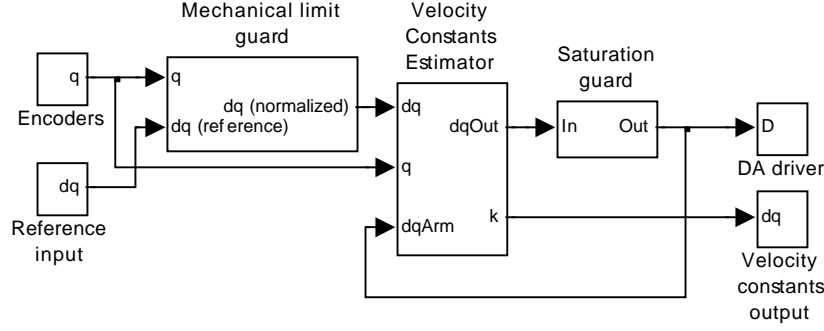 Mechanical limit
guard
Velocity
Constants
Estimator
Saturation
guard
q
Encoders
dq
Reference
input
q
dq (normalized)
dq (reference)
dq
q
dqArm
dqOut
k
In
Out
D
DA driver
dq
Velocity
constants
output